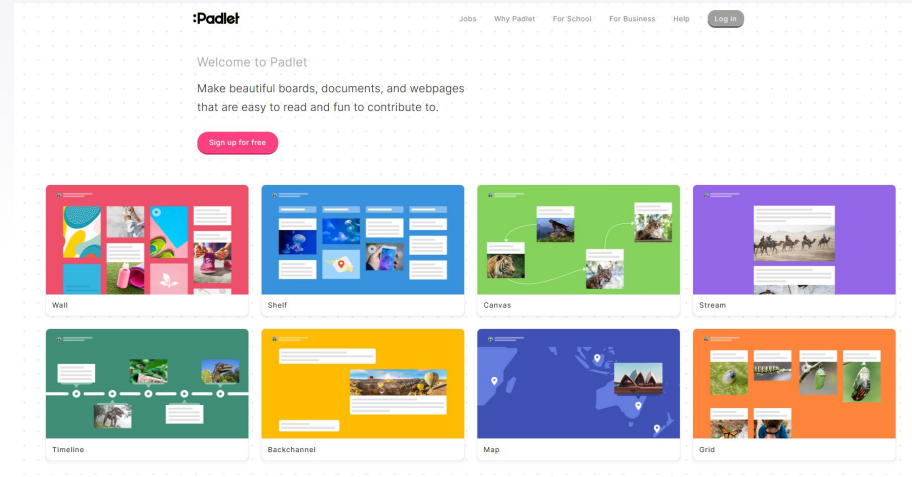 :Padlet
Jobs Why Padlet For School For Business Help Log in
Welcome to Padlet
Make beautiful boards, documents, and webpages
that are easy to read and fun to contribute to.
Sign up for free
Wall Shelf Canvas Stream
Timeline Backchannel Map Grid